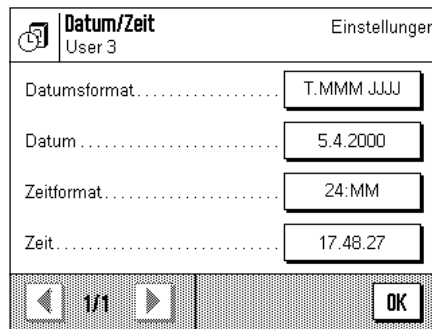 Datum/Zeit Einstellungen
User 3
Datumsformat.................. T.MMM JJJJ
Datum......................... 5.4.2000
Zeitformat..................... 24:MM
Zeit............................ 17.48.27
1/1 OK